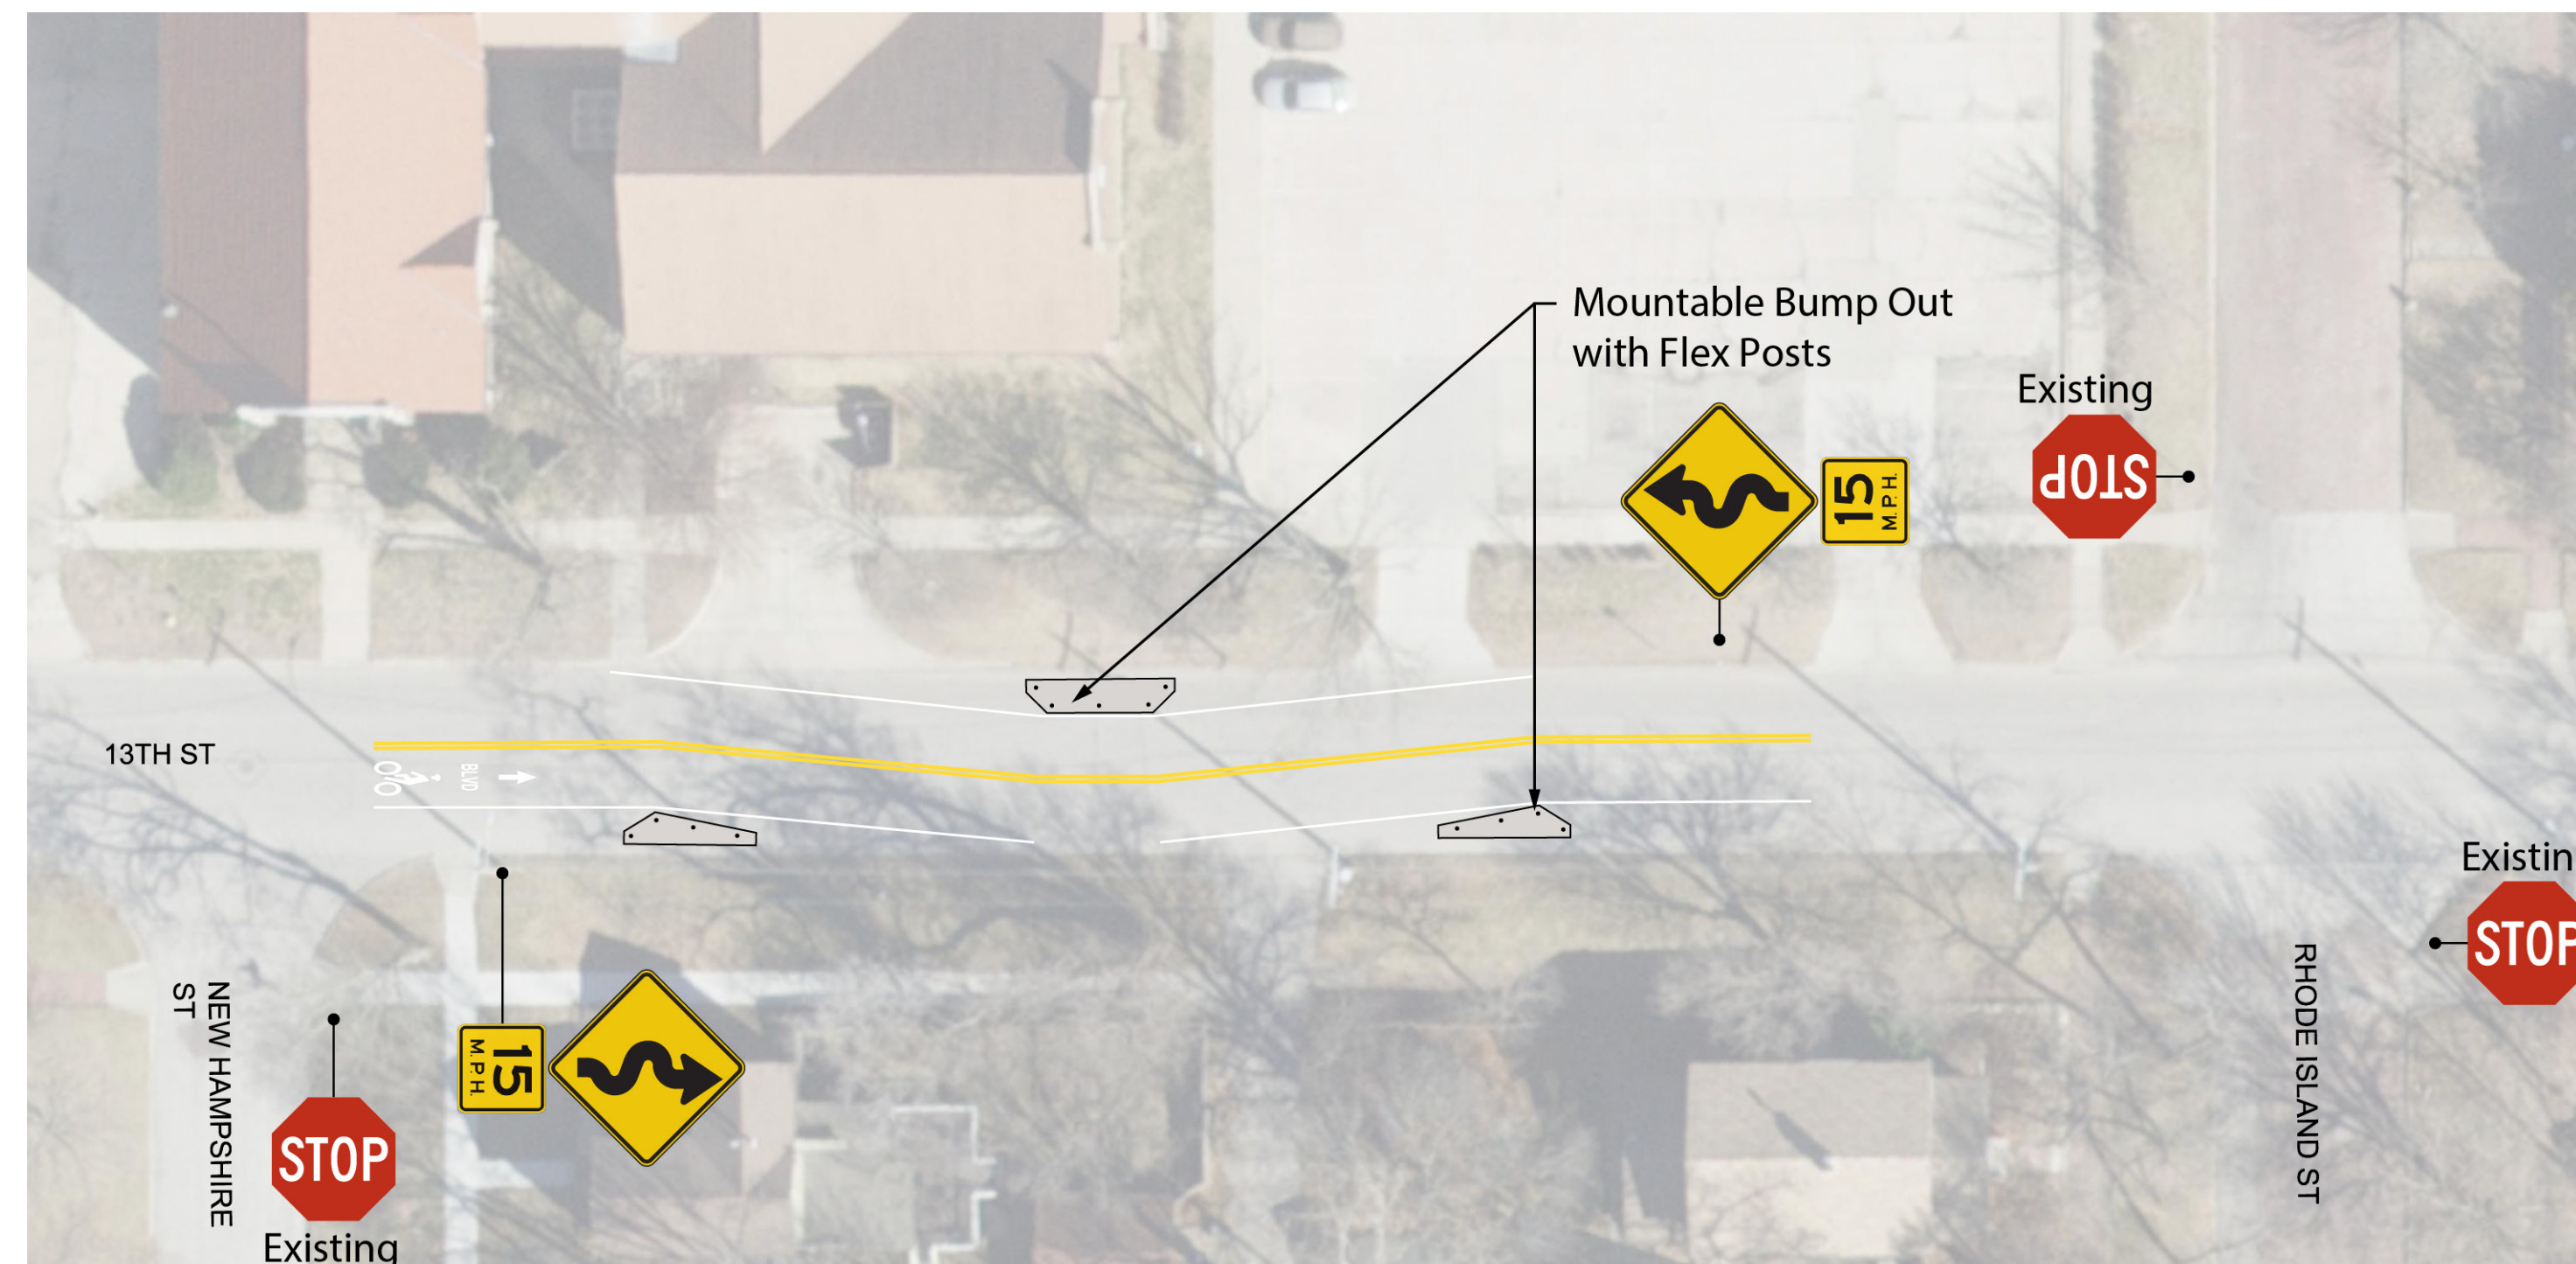 Mountable Bump Out
with Flex Posts
Existing
STOP
15
M.P.H.
13TH ST
BLVD
Existin
STOP
RHODE ISLAND ST
NEW HAMPSHIRE
ST
15
M.P.H.
STOP
Existing